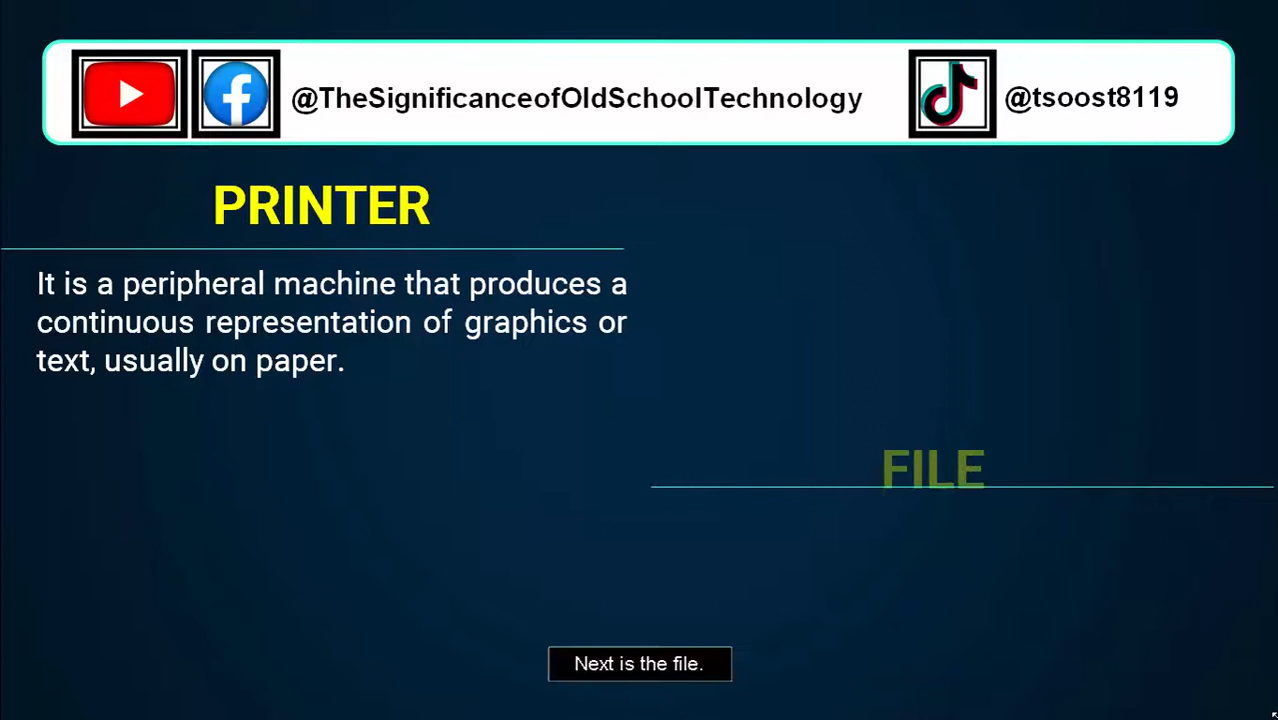 @TheSignificanceofOldSchoolTechnology @tsoost8119
PRINTER
It is a peripheral machine that produces a
continuous representation of graphics or
text, usually on paper.
FILE
Next is the file.